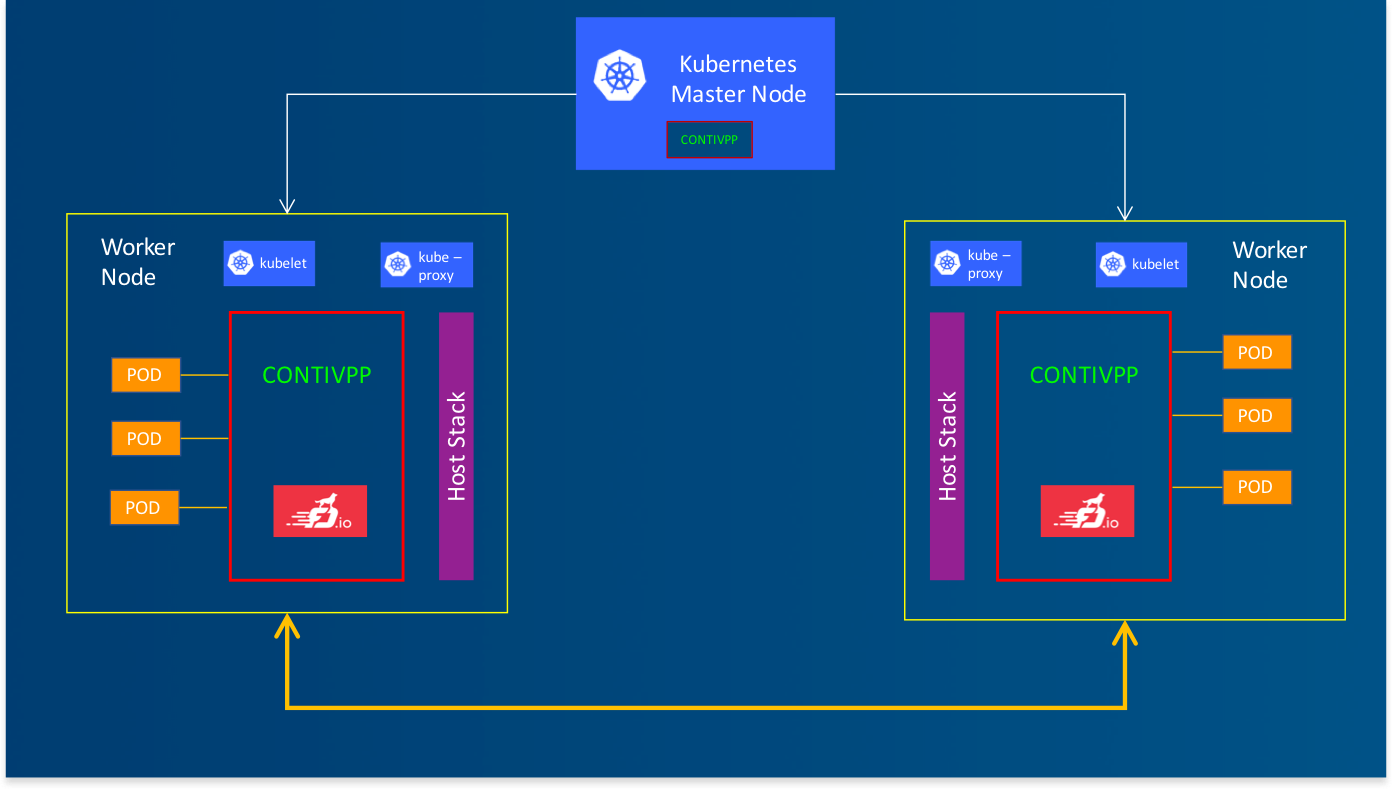 Kubernetes
Master Node
CONTIVPP
Worker
Node
kubelet
kube –
proxy
POD
POD
POD
CONTIVPP
.io
Host Stack
kube –
proxy
kubelet
Worker
Node
Host Stack
CONTIVPP
.io
POD
POD
POD